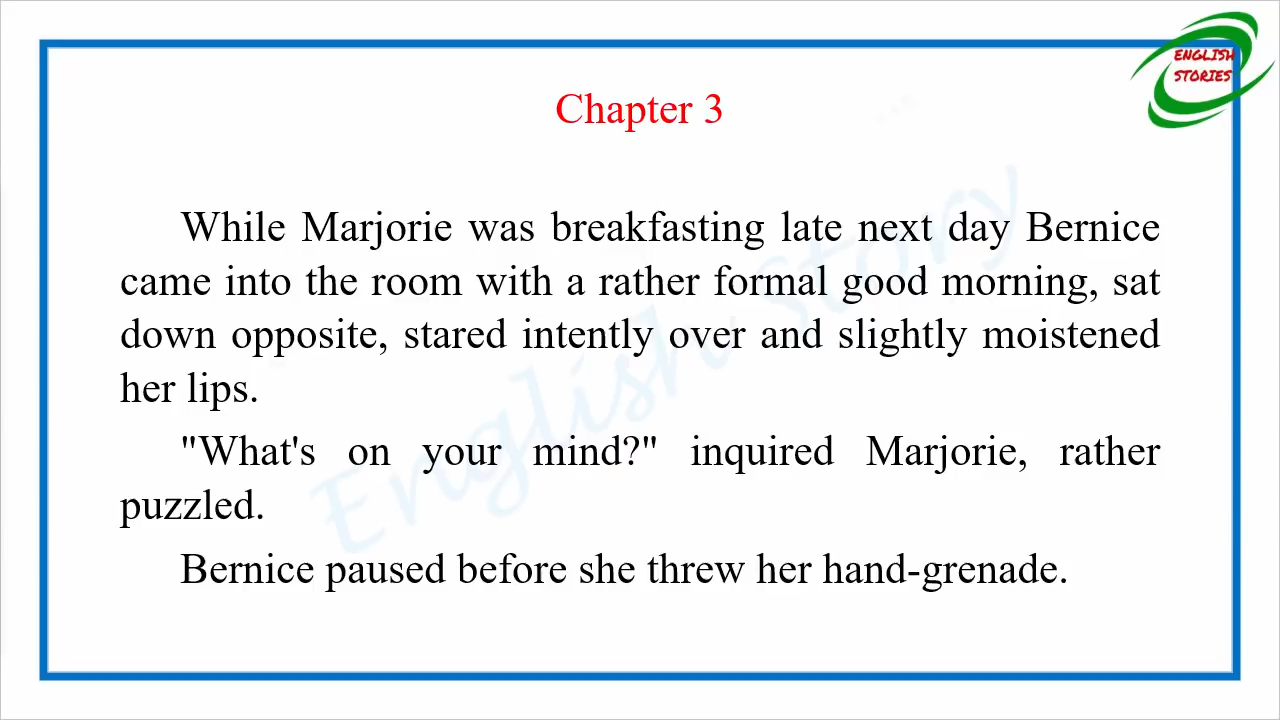 ENGLISH
STORIES
Chapter 3
While Marjorie was breakfasting late next day Bernice
came into the room with a rather formal good morning, sat
down opposite, stared intently over and slightly moistened
her lips.
"What's on your mind?" inquired Marjorie, rather
puzzled.
Bernice paused before she threw her hand-grenade.
English Story